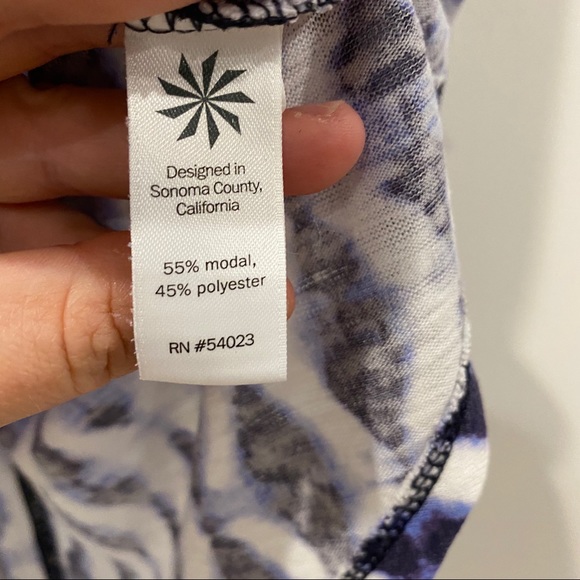 Designed in
Sonoma County,
California
55% modal,
45% polyester
RN #54023